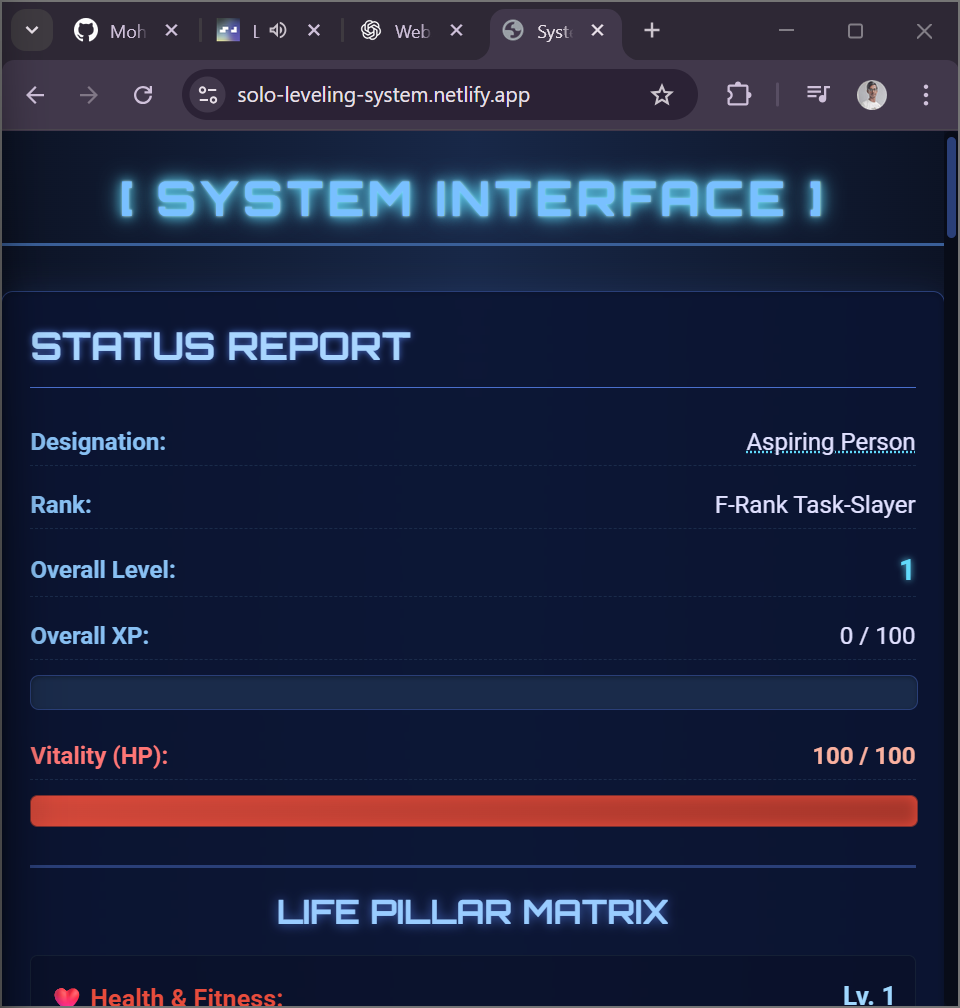 Moh
L
Web
Syst
solo-leveling-system.netlify.app
[ SYSTEM INTERFACE ]
STATUS REPORT
Designation: Aspiring Person
Rank: F-Rank Task-Slayer
Overall Level: 1
Overall XP: 0 / 100
Vitality (HP): 100 / 100
LIFE PILLAR MATRIX
Health & Fitness: Lv. 1